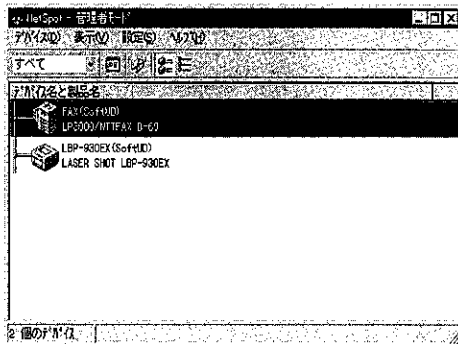 NetSpot - 管理者モード
デバイス(D) 表示(V) 設定(S) ヘルプ(H)
すべて
デバイス名と製品名
FAX(SoftUD)
LP3000/NTTFAX D-60
LBP-930EX(SoftUD)
LASER SHOT LBP-930EX
2 個のデバイス